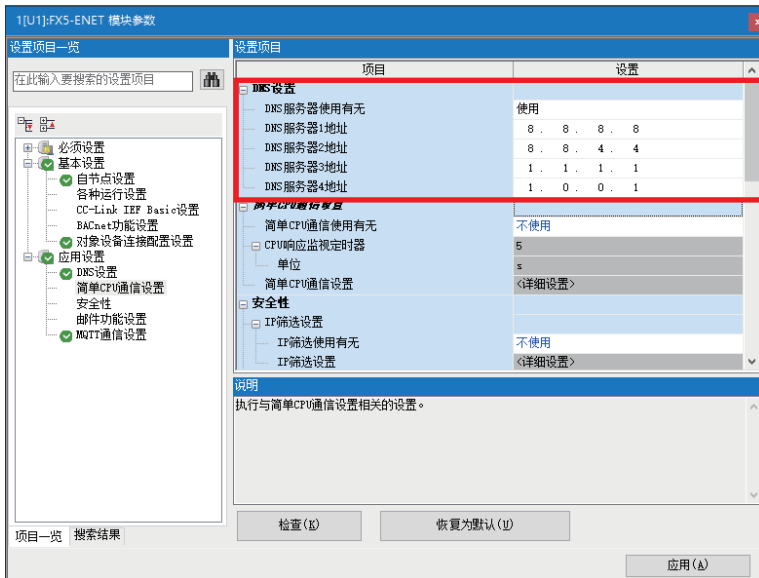 1[U1]:FX5-ENET 模块参数
设置项目一览
在此输入要搜索的设置项目
必须设置
基本设置
自节点设置
各种运行设置
CC-Link IEF Basic设置
BACnet功能设置
对象设备连接配置设置
应用设置
DNS设置
简单CPU通信设置
安全性
邮件功能设置
MQTT通信设置
项目一览 搜索结果
设置项目
项目 设置
DNS设置
DNS服务器使用有无 使用
DNS服务器1地址 8 . 8 . 8 . 8
DNS服务器2地址 8 . 8 . 4 . 4
DNS服务器3地址 1 . 1 . 1 . 1
DNS服务器4地址 1 . 0 . 0 . 1
简单CPU通信设置
简单CPU通信使用有无 不使用
CPU响应监视定时器 5
单位 s
简单CPU通信设置 <详细设置>
安全性
IP筛选设置
IP筛选使用有无 不使用
IP筛选设置 <详细设置>
说明
执行与简单CPU通信设置相关的设置。
检查(K) 恢复为默认(U)
应用(A)